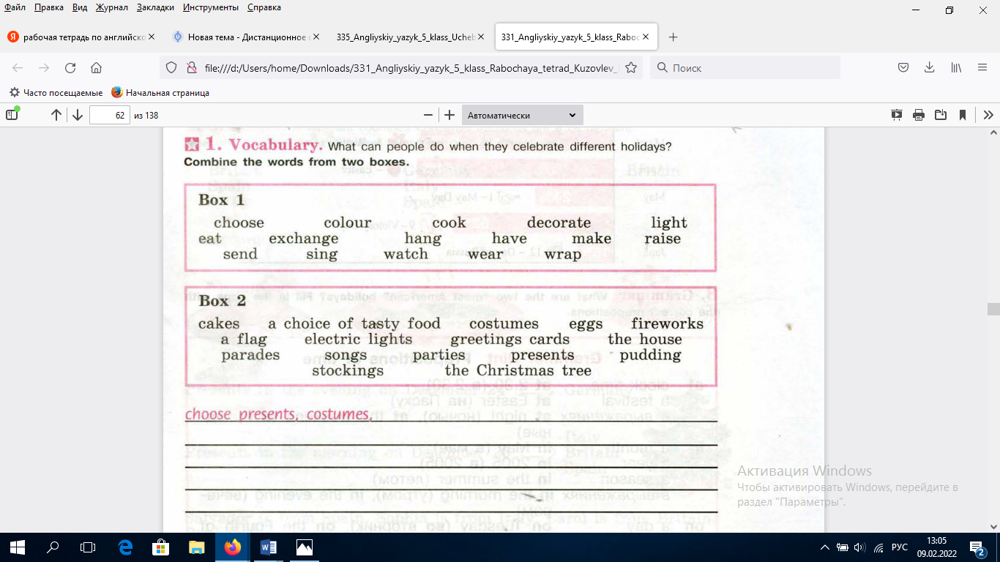 Файл Правка Вид Журнал Закладки Инструменты Справка
рабочая тетрадь по английско
Новая тема - Дистанционное
335_Angliyskiy_yazyk_5_klass_Ucheb
331_Angliyskiy_yazyk_5_klass_Raboc
file:///d:/Users/home/Downloads/331_Angliyskiy_yazyk_5_klass_Rabochaya_tetrad_Kuzovlev_
Поиск
Часто посещаемые Начальная страница
62 из 138
Автоматически
1. Vocabulary. What can people do when they celebrate different holidays?
Combine the words from two boxes.
Box 1
choose colour cook decorate light
eat exchange hang have make raise
send sing watch wear wrap
Box 2
cakes a choice of tasty food costumes eggs fireworks
a flag electric lights greetings cards the house
parades songs parties presents pudding
stockings the Christmas tree
choose presents, costumes,
Активация Windows
Чтобы активировать Windows, перейдите в
раздел "Параметры".
РУС
13:05
09.02.2022
2